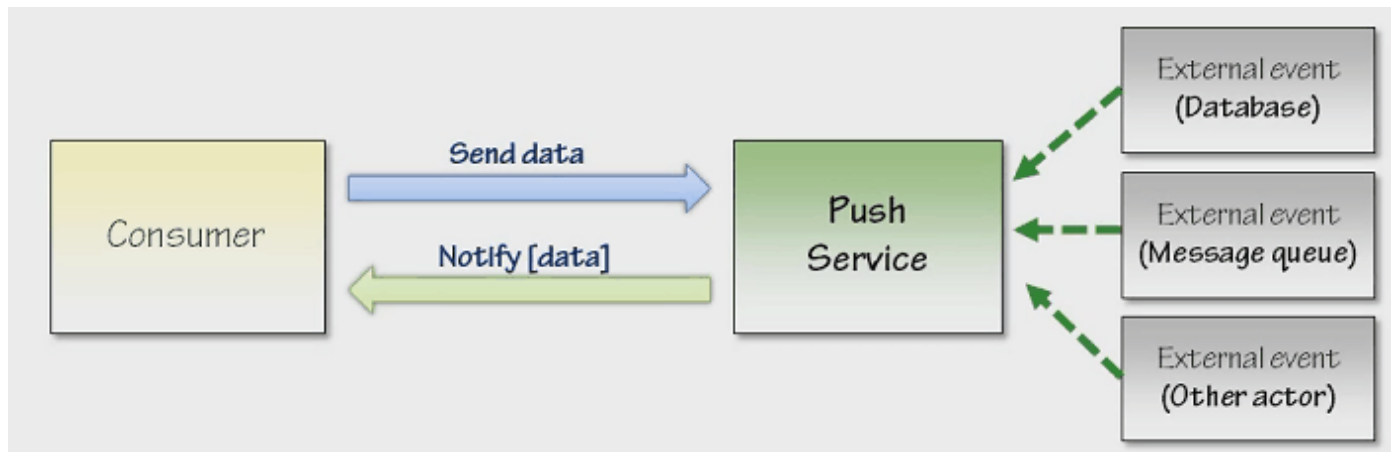 Consumer
Send data
Notify [data]
Push
Service
External event
(Database)
External event
(Message queue)
External event
(Other actor)